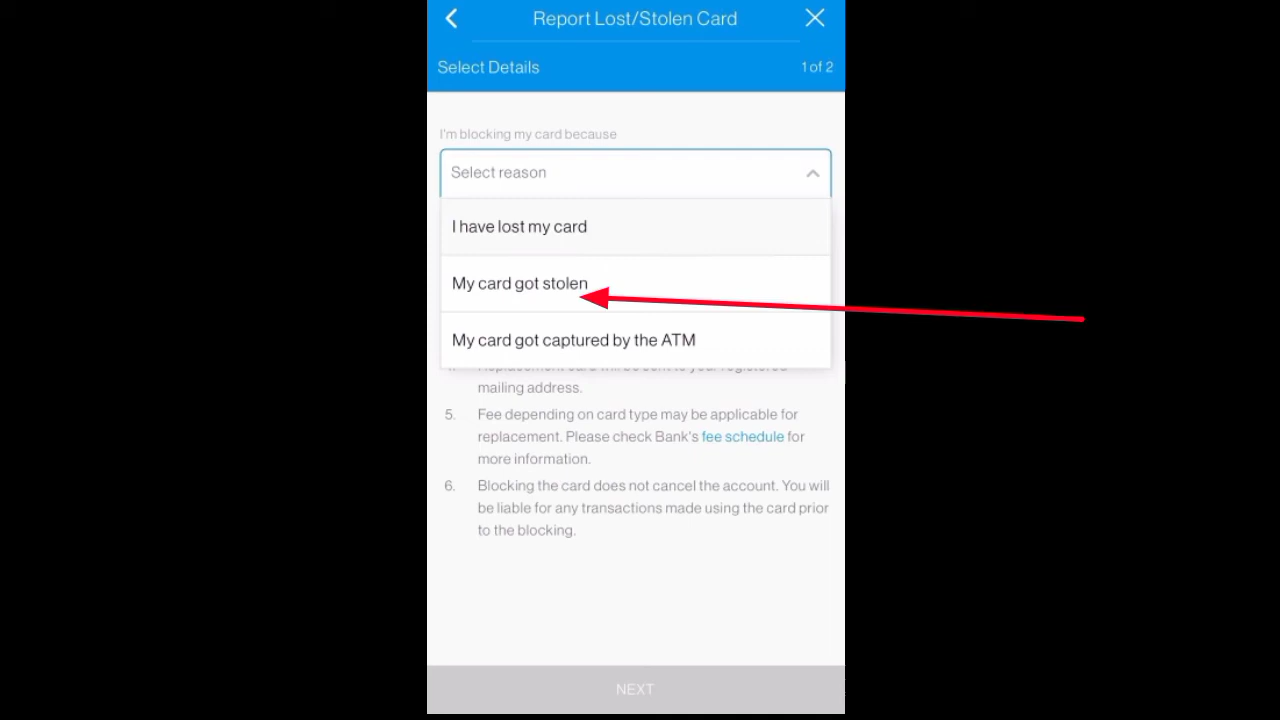 Report Lost/Stolen Card
Select Details
1 of 2
I'm blocking my card because
Select reason
I have lost my card
My card got stolen
My card got captured by the ATM
mailing address.
5. Fee depending on card type may be applicable for
replacement. Please check Bank's fee schedule for
more information.
6. Blocking the card does not cancel the account. You will
be liable for any transactions made using the card prior
to the blocking.
NEXT